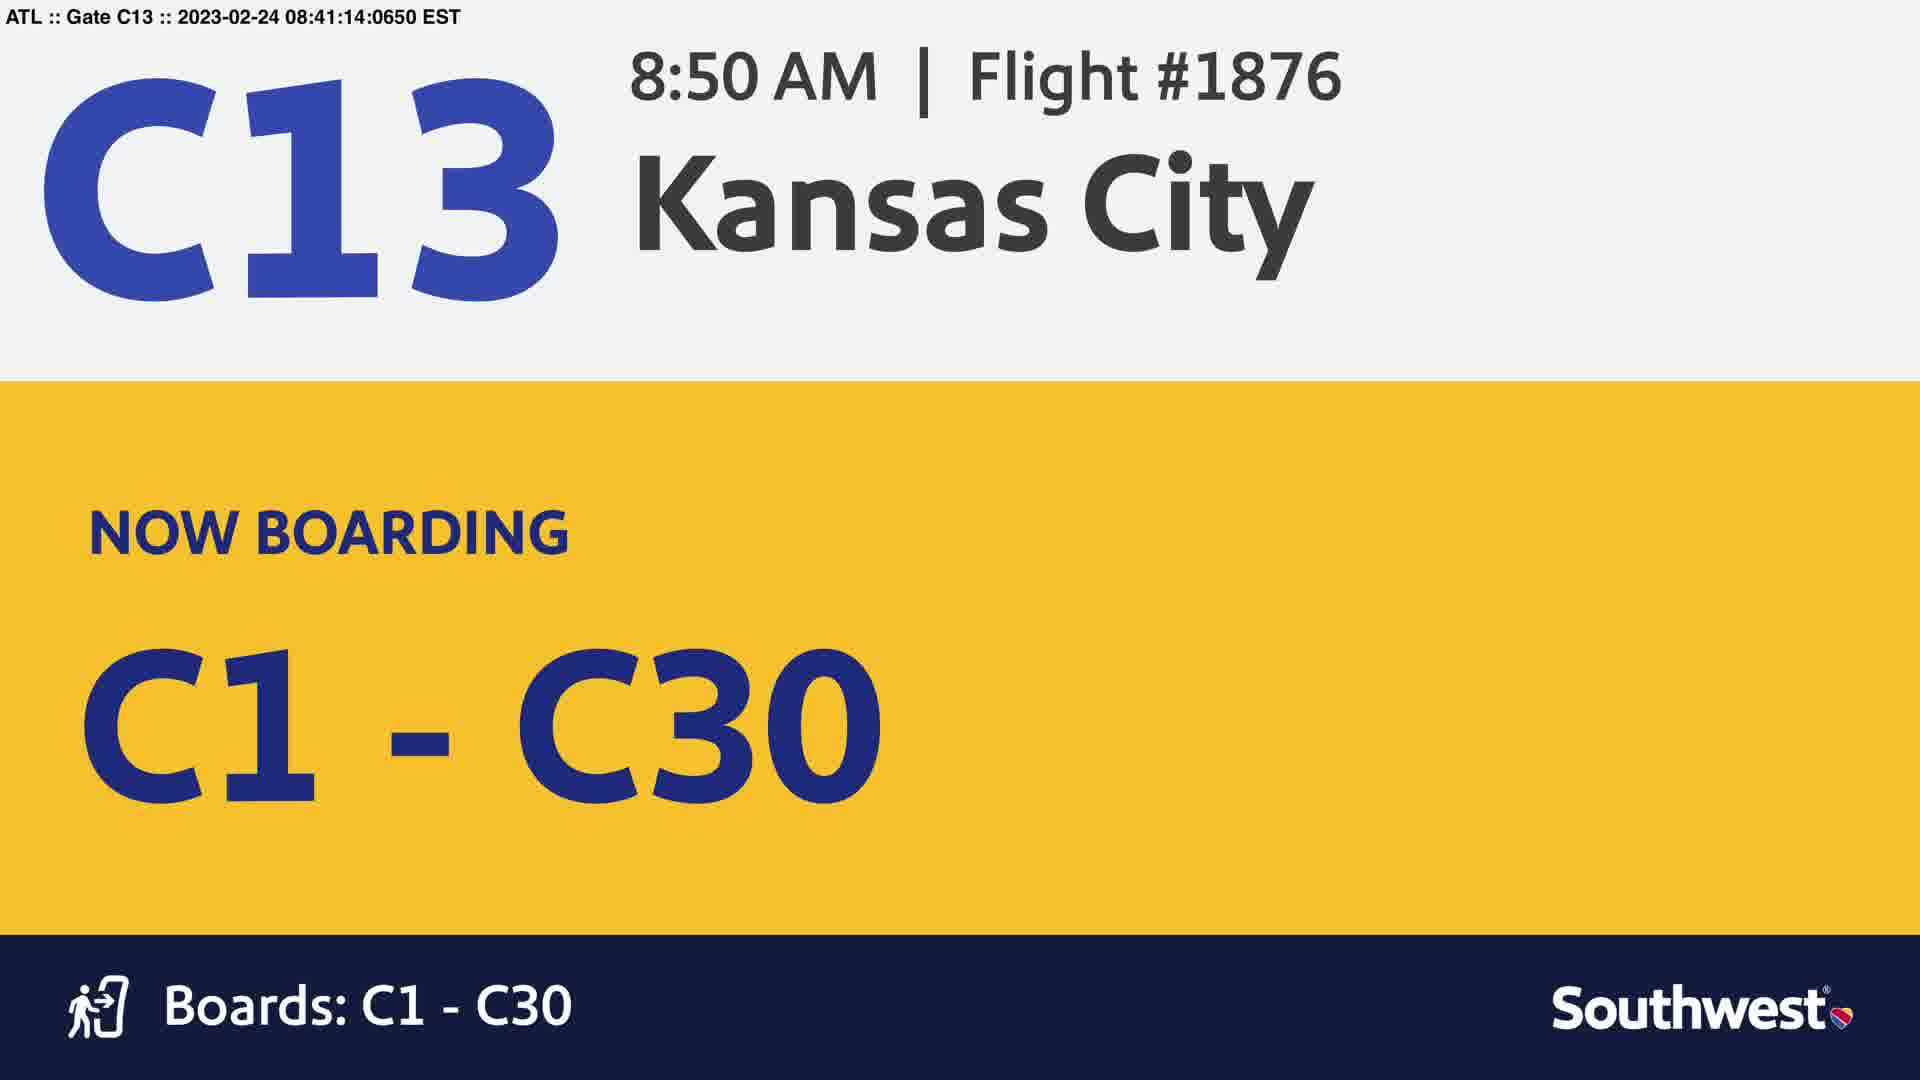 ATL :: Gate C13 :: 2023-02-24 08:41:14:0650 EST
C13
8:50 AM | Flight #1876
Kansas City
NOW BOARDING
C1 - C30
Boards: C1 - C30
Southwest®